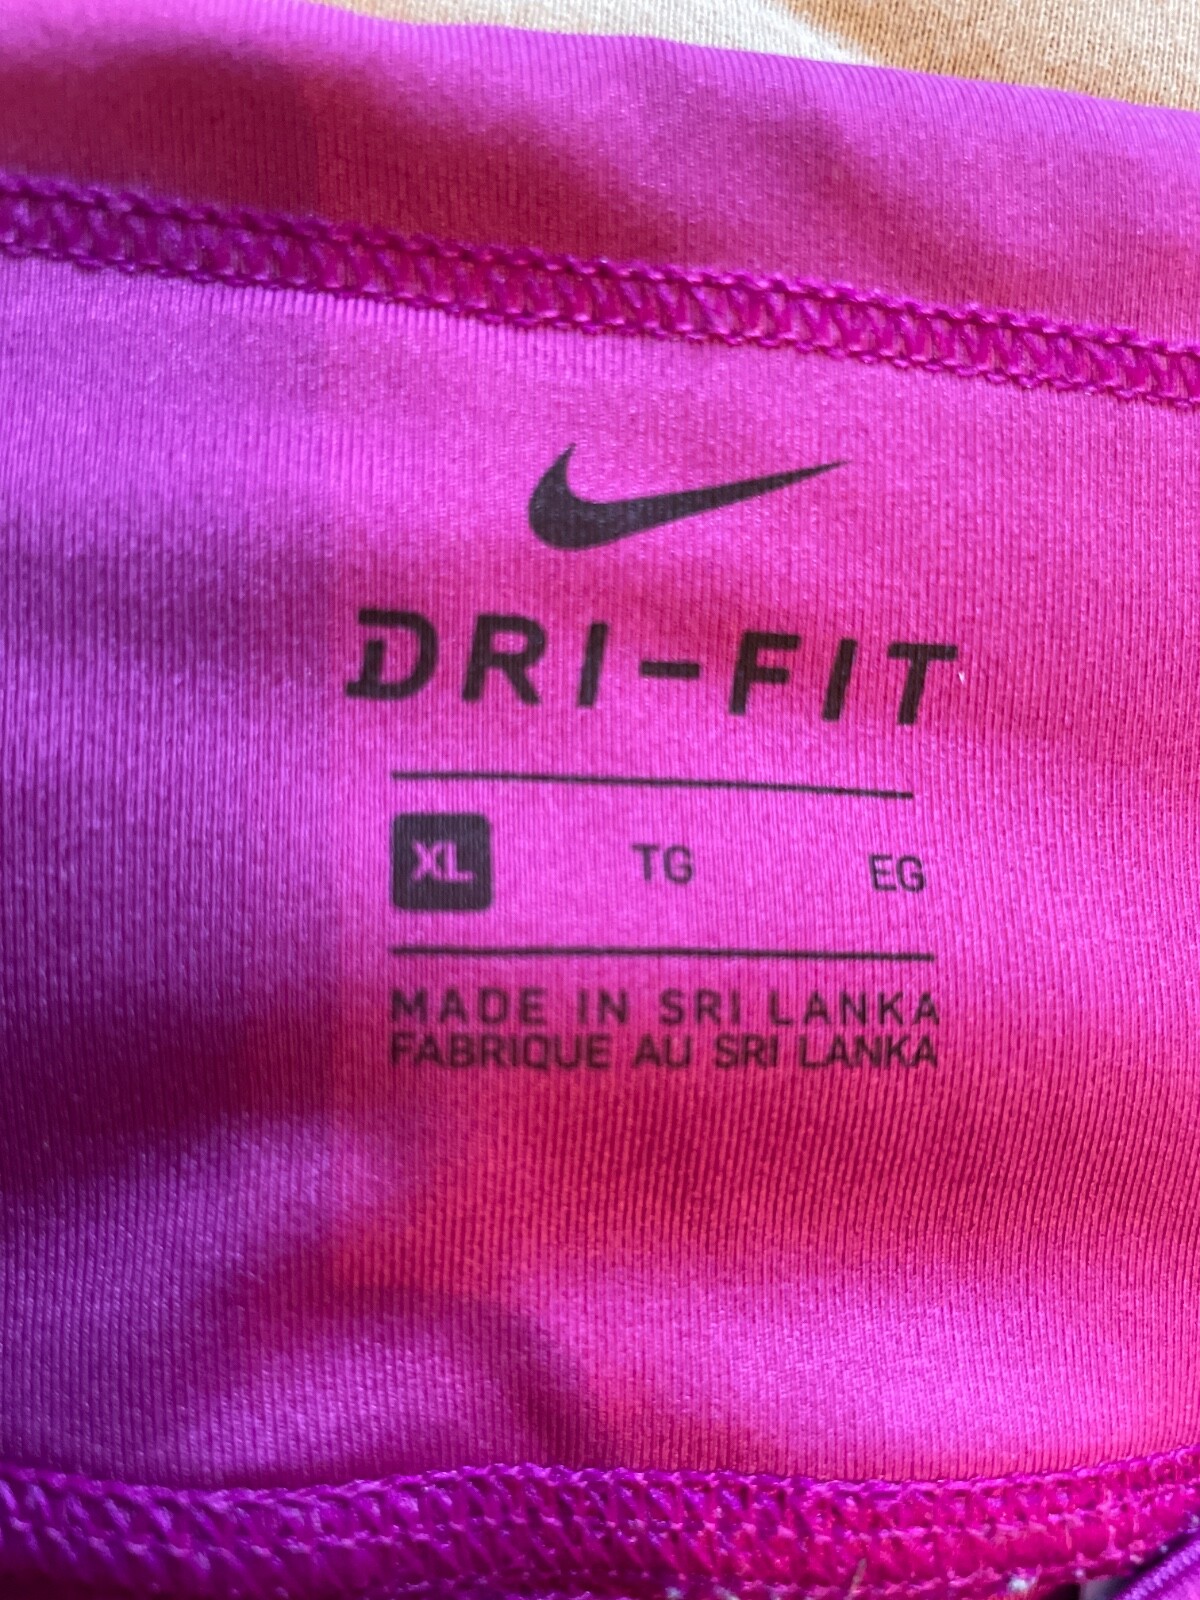 DRI-FIT
XL TG EG
MADE IN SRI LANKA
FABRIQUE AU SRI LANKA